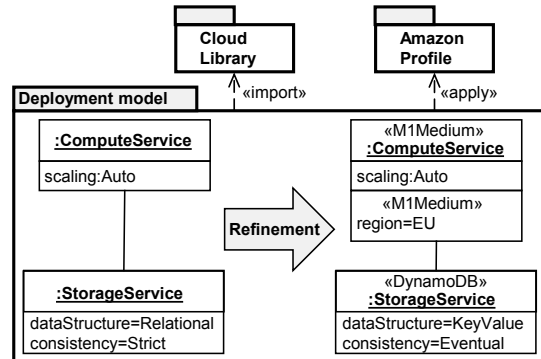 Cloud
Library
Amazon
Profile
«import»
«apply»
Deployment model
:ComputeService
scaling:Auto
:StorageService
dataStructure=Relational
consistency=Strict
Refinement
«M1Medium»
:ComputeService
scaling:Auto
«M1Medium»
region=EU
«DynamoDB»
:StorageService
dataStructure=KeyValue
consistency=Eventual